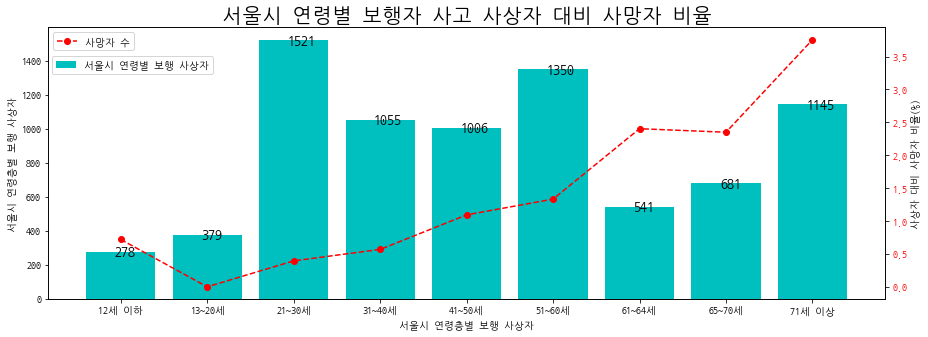 서울시 연령별 보행자 사고 사상자 대비 사망자 비율
사망자 수
서울시 연령별 보행 사상자
서울시 연령층별 보행 사상자
1400
1200
1000
800
600
400
200
0
278
379
1521
1055
1006
1350
541
681
1145
3.5
3.0
2.5
2.0
1.5
1.0
0.5
0.0
사상자 대비 사망자 비율(%)
12세 이하
13~20세
21~30세
31~40세
41~50세
51~60세
61~64세
65~70세
71세 이상
서울시 연령층별 보행 사상자